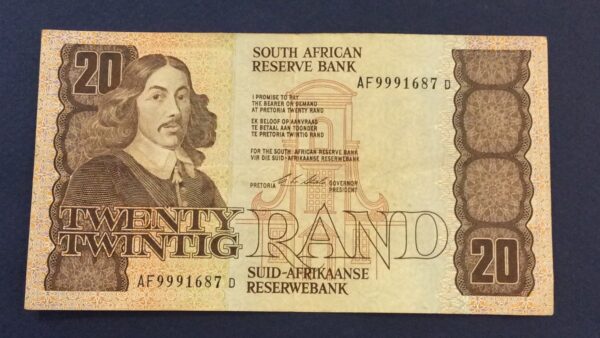 20
SOUTH AFRICAN
RESERVE BANK
AF9991687 D
I PROMISE TO PAY
THE BEARER ON DEMAND
AT PRETORIA TWENTY RAND
EK BELOOF OP AANVRAAG
TE BETAAL AAN TOONDER
TE PRETORIA TWINTIG RAND
FOR THE SOUTH AFRICAN RESERVE BANK
VIR DIE SUID-AFRIKAANSE RESERWEBANK
PRETORIA GOVERNOR
PRESIDENT
TWENTY
TWINTIG RAND
SUID-AFRIKAANSE
RESERWEBANK
AF9991687 D
20